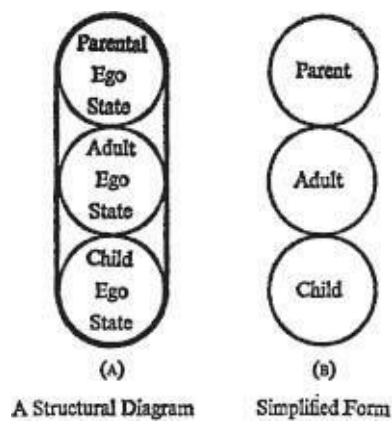 Parental
Ego
State
Adult
Ego
State
Child
Ego
State
(A)
A Structural Diagram
Parent
Adult
Child
(B)
Simplified Form